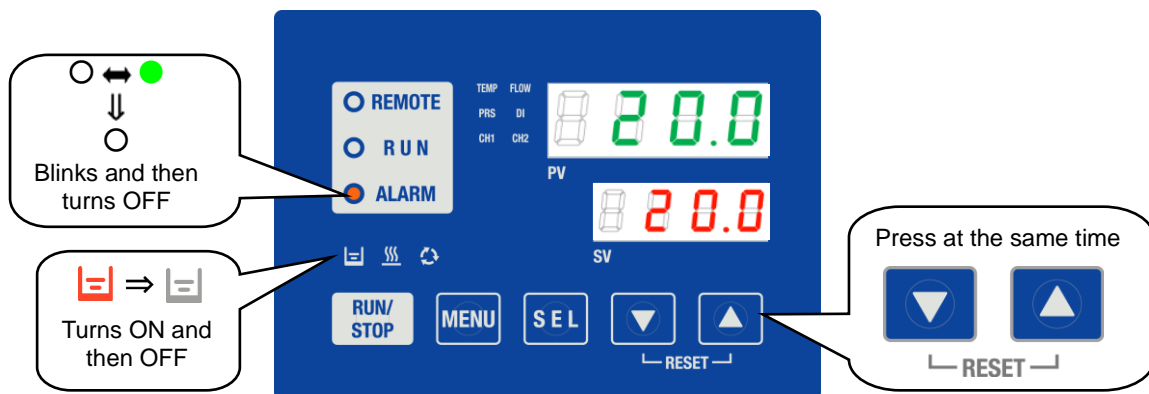 Blinks and then
turns OFF
Turns ON and
then OFF
REMOTE
RUN
ALARM
TEMP FLOW
PRS DI
CH1 CH2
20.0
PV
20.0
SV
RUN/
STOP
MENU
SEL
RESET
Press at the same time
RESET